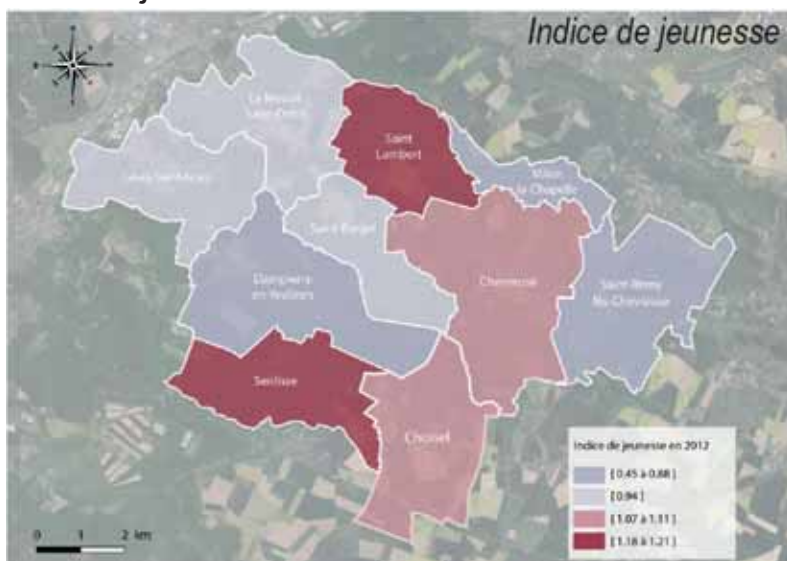 Indice de jeunesse
Saint
Lambert
Milon
la Chapelle
Saint-Forget
Chevreuse
Saint-Rémy
lès-Chevreuse
Dampierre
en Yvelines
Senlisse
Choisel
Indice de jeunesse en 2012
[ 0.45 à 0.88 ]
[ 0.94 ]
[ 1.07 à 1.11 ]
[ 1.18 à 1.21 ]
0 1 2 km